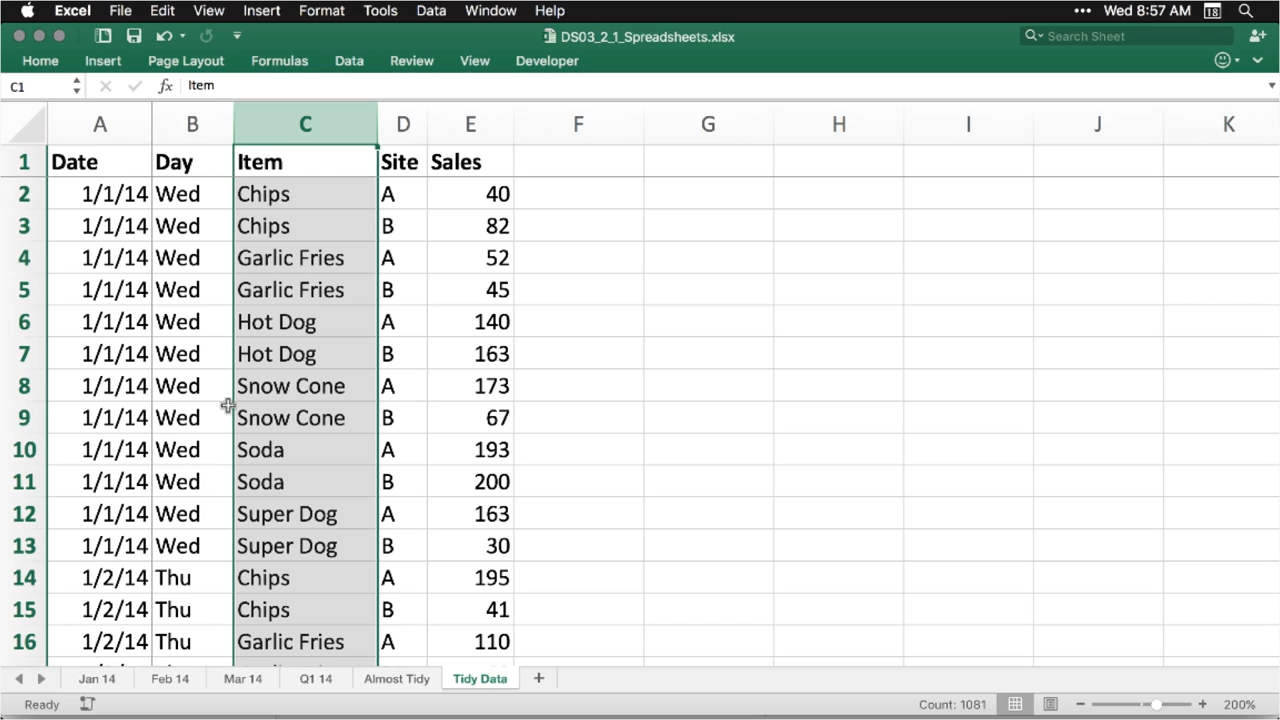 Excel File Edit View Insert Format Tools Data Window Help ••• Wed 8:57 AM 18
DS03_2_1_Spreadsheets.xlsx Search Sheet
Home Insert Page Layout Formulas Data Review View Developer
C1 fx Item
A B C D E F G H I J K
1 Date Day Item Site Sales
2 1/1/14 Wed Chips A 40
3 1/1/14 Wed Chips B 82
4 1/1/14 Wed Garlic Fries A 52
5 1/1/14 Wed Garlic Fries B 45
6 1/1/14 Wed Hot Dog A 140
7 1/1/14 Wed Hot Dog B 163
8 1/1/14 Wed Snow Cone A 173
9 1/1/14 Wed Snow Cone B 67
10 1/1/14 Wed Soda A 193
11 1/1/14 Wed Soda B 200
12 1/1/14 Wed Super Dog A 163
13 1/1/14 Wed Super Dog B 30
14 1/2/14 Thu Chips A 195
15 1/2/14 Thu Chips B 41
16 1/2/14 Thu Garlic Fries A 110
Jan 14 Feb 14 Mar 14 Q1 14 Almost Tidy Tidy Data +
Ready Count: 1081 − + 200%